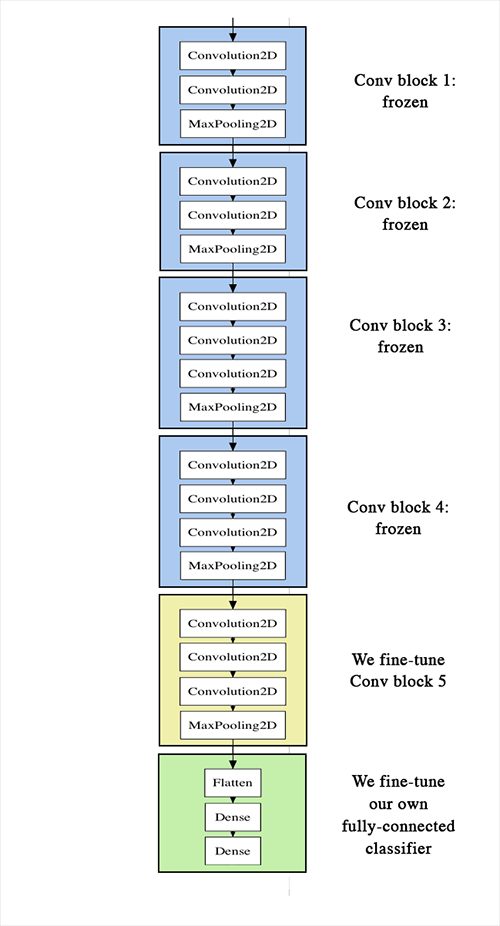 Convolution2D
Convolution2D
MaxPooling2D
Conv block 1:
frozen
Convolution2D
Convolution2D
MaxPooling2D
Conv block 2:
frozen
Convolution2D
Convolution2D
Convolution2D
MaxPooling2D
Conv block 3:
frozen
Convolution2D
Convolution2D
Convolution2D
MaxPooling2D
Conv block 4:
frozen
Convolution2D
Convolution2D
Convolution2D
MaxPooling2D
We fine-tune
Conv block 5
Flatten
Dense
Dense
We fine-tune
our own
fully-connected
classifier